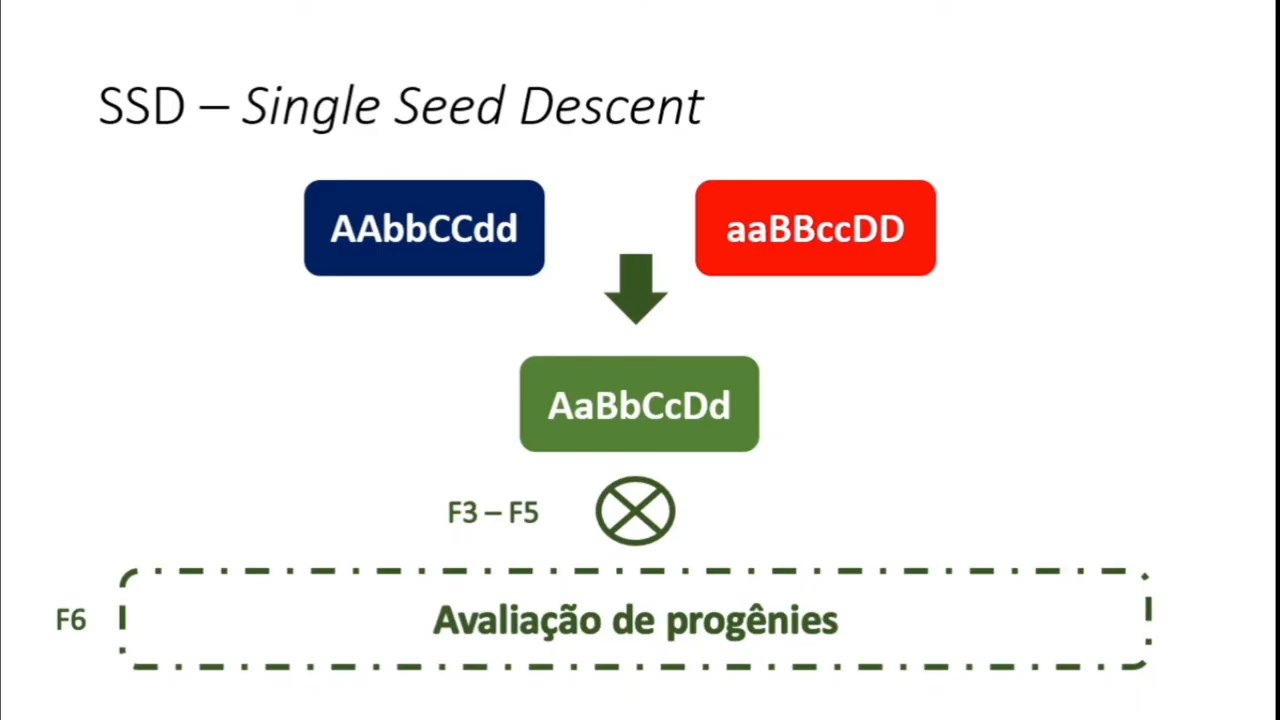 SSD – Single Seed Descent
AAbbCCdd
aaBBccDD
AaBbCcDd
F3 – F5
F6
Avaliação de progênies